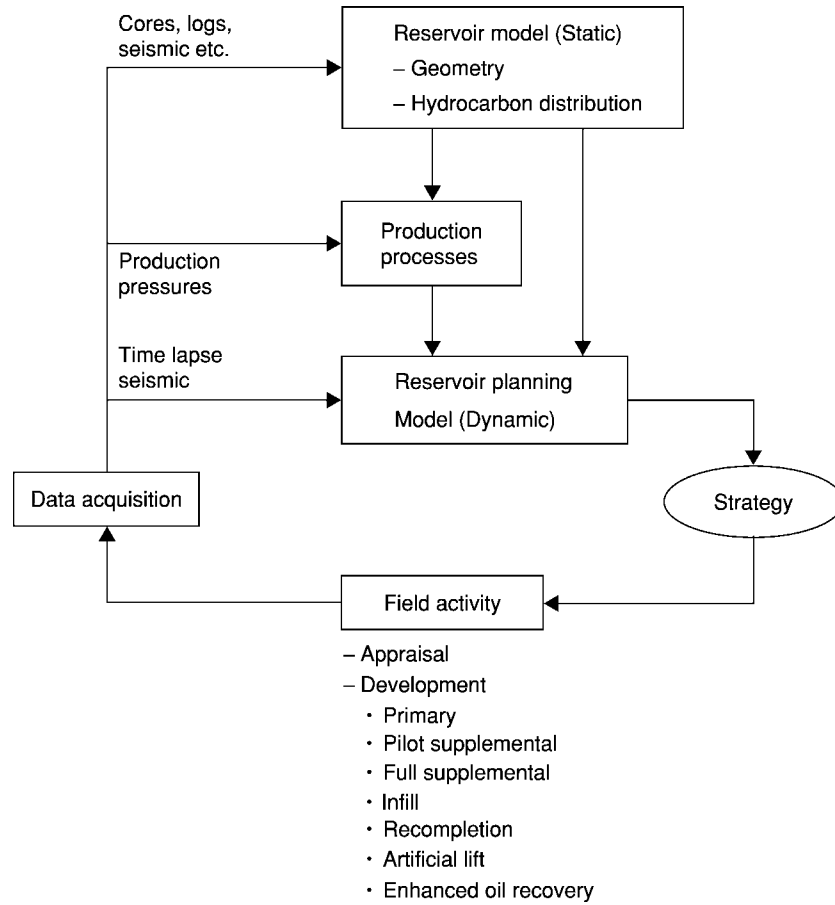 Cores, logs,
seismic etc.
Reservoir model (Static)
– Geometry
– Hydrocarbon distribution
Production
processes
Production
pressures
Time lapse
seismic
Reservoir planning
Model (Dynamic)
Data acquisition
Strategy
Field activity
– Appraisal
– Development
• Primary
• Pilot supplemental
• Full supplemental
• Infill
• Recompletion
• Artificial lift
• Enhanced oil recovery